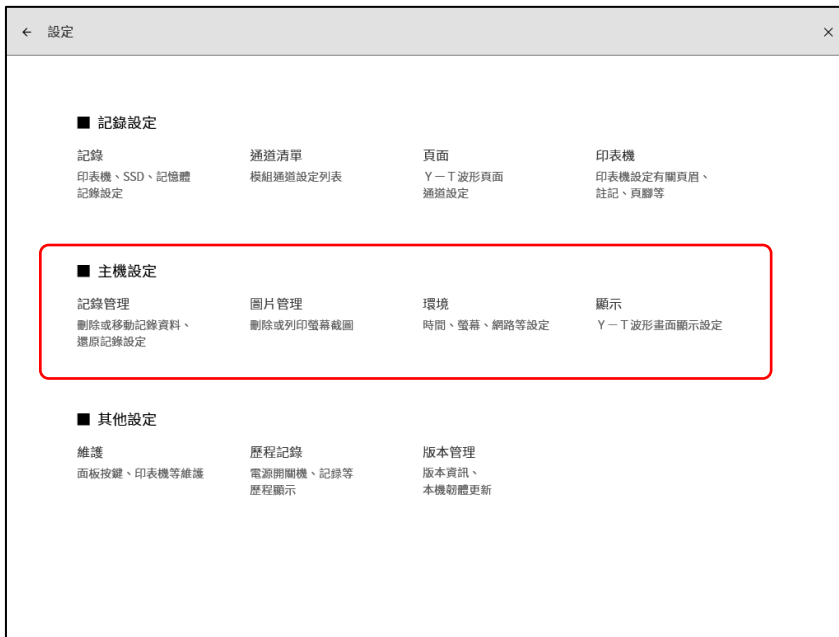 ← 設定 ×
■ 記錄設定
記錄 通道清單 頁面 印表機
印表機、SSD、記憶體 模組通道設定列表 Y－T波形頁面 印表機設定有關頁眉、
記錄設定 通道設定 註記、頁腳等
■ 主機設定
記錄管理 圖片管理 環境 顯示
刪除或移動記錄資料、 刪除或列印螢幕截圖 時間、螢幕、網路等設定 Y－T波形畫面顯示設定
還原記錄設定
■ 其他設定
維護 歷程記錄 版本管理
面板按鍵、印表機等維護 電源開關機、記錄等 版本資訊、
歷程顯示 本機韌體更新